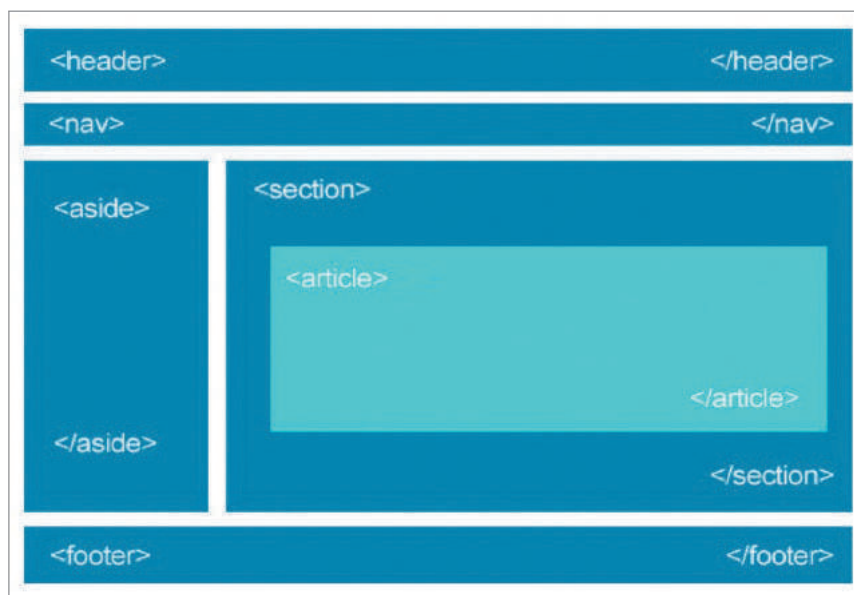 <header> </header>
<nav> </nav>
<aside>
</aside>
<section>
<article>
</article>
</section>
<footer> </footer>